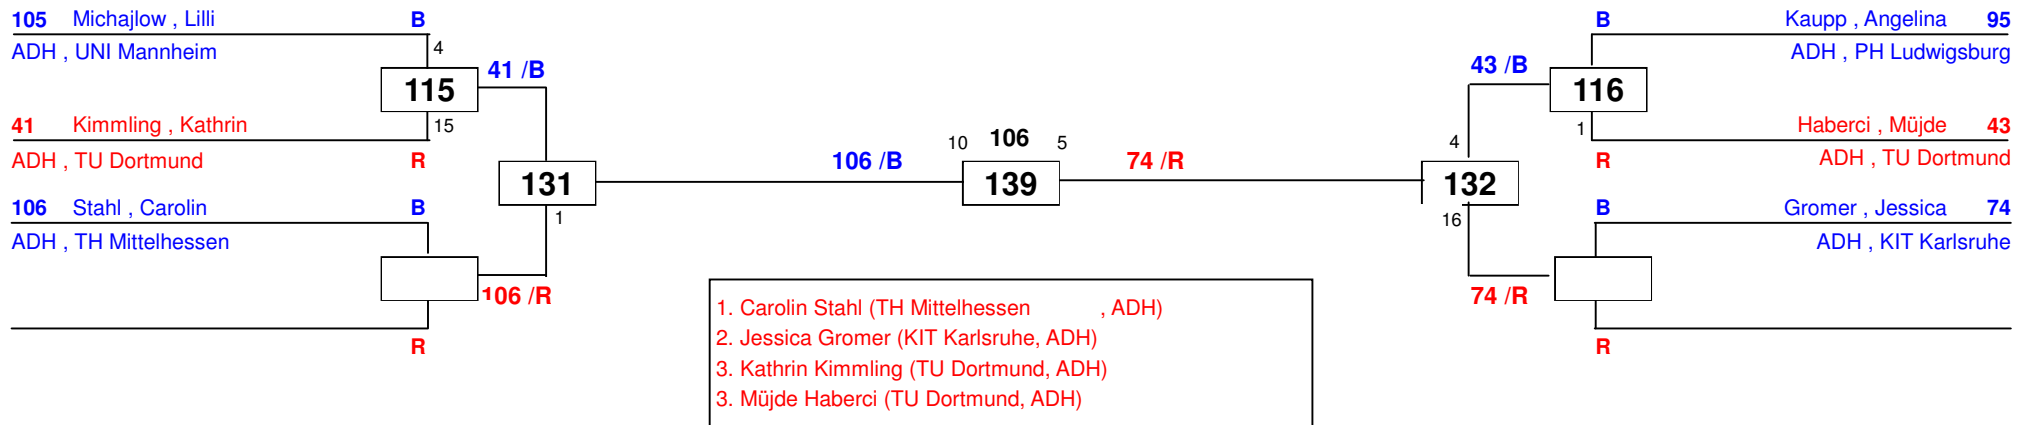 105 Michajlow , Lilli B
ADH , UNI Mannheim
4
115
41 /B
15
41 Kimmling , Kathrin
ADH , TU Dortmund R
131
1
106 Stahl , Carolin B
ADH , TH Mittelhessen
106 /R
R
106 /B
10 106 5
139
74 /R
B Kaupp , Angelina 95
ADH , PH Ludwigsburg
43 /B
116
1
Haberci , Müjde 43
R ADH , TU Dortmund
4
132
16
B Gromer , Jessica 74
ADH , KIT Karlsruhe
74 /R
R
1. Carolin Stahl (TH Mittelhessen , ADH)
2. Jessica Gromer (KIT Karlsruhe, ADH)
3. Kathrin Kimmling (TU Dortmund, ADH)
3. Müjde Haberci (TU Dortmund, ADH)